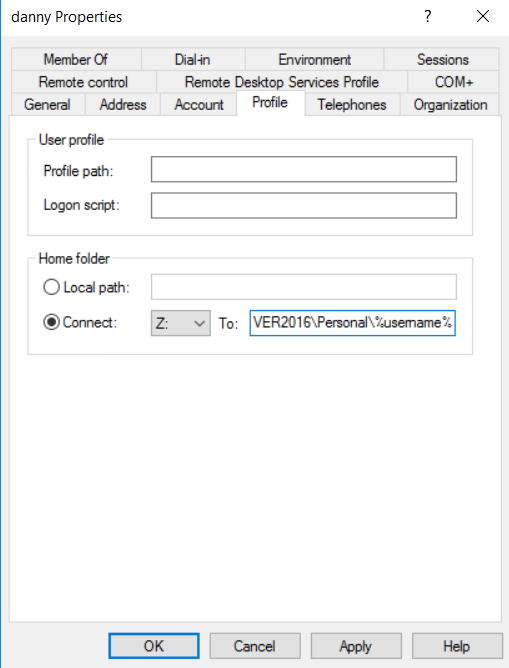 danny Properties ?
Member Of Dial-in Environment Sessions
Remote control Remote Desktop Services Profile COM+
General Address Account Profile Telephones Organization
User profile
Profile path:
Logon script:
Home folder
Local path:
Connect: Z: To: VER2016\Personal\%username%
OK Cancel Apply Help